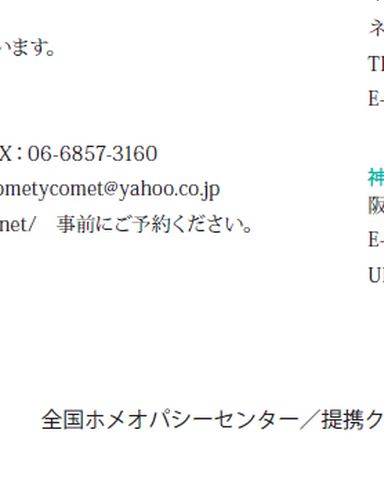 います。
X：06-6857-3160
ometycomet@yahoo.co.jp
net/　事前にご予約ください。
ネ
E-
神
阪
E-
全国ホメオパシーセンター／提携ク